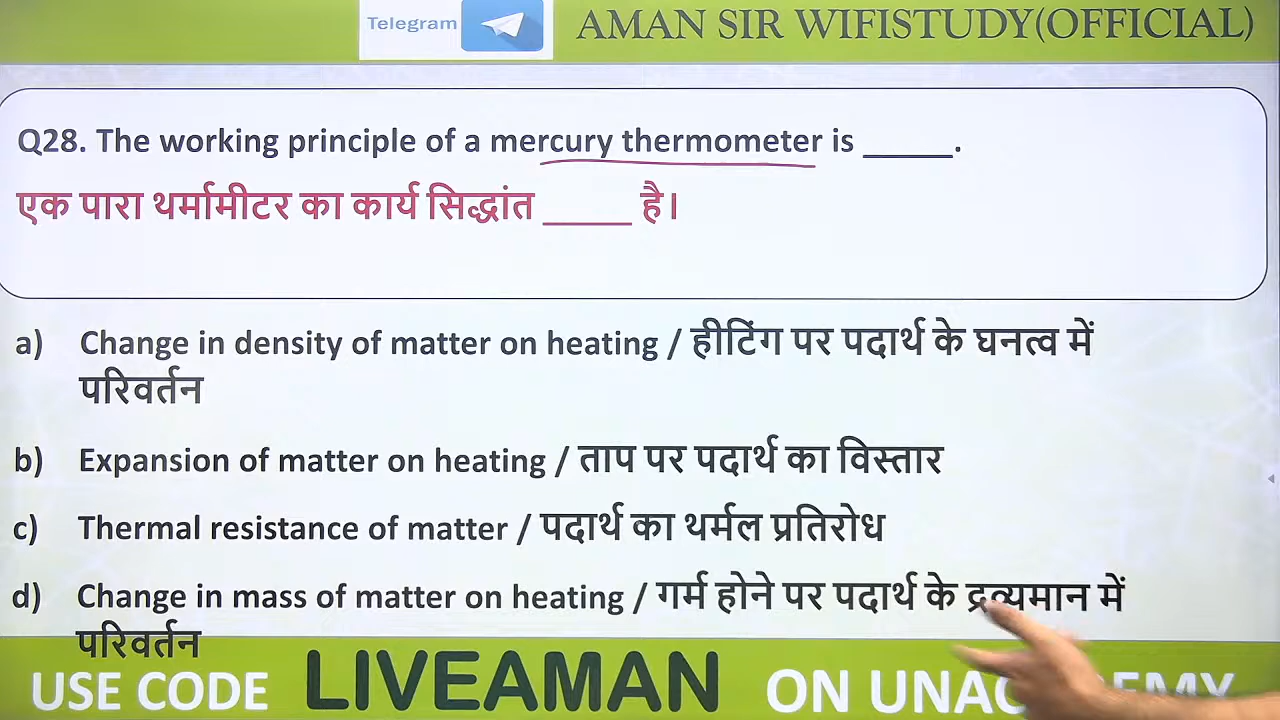 Telegram
AMAN SIR WIFISTUDY(OFFICIAL)
Q28. The working principle of a mercury thermometer is _____.
एक पारा थर्मामीटर का कार्य सिद्धांत _____ है।
a) Change in density of matter on heating / हीटिंग पर पदार्थ के घनत्व में
परिवर्तन
b) Expansion of matter on heating / ताप पर पदार्थ का विस्तार
c) Thermal resistance of matter / पदार्थ का थर्मल प्रतिरोध
d) Change in mass of matter on heating / गर्म होने पर पदार्थ के द्रव्यमान में
परिवर्तन
USE CODE LIVEAMAN ON